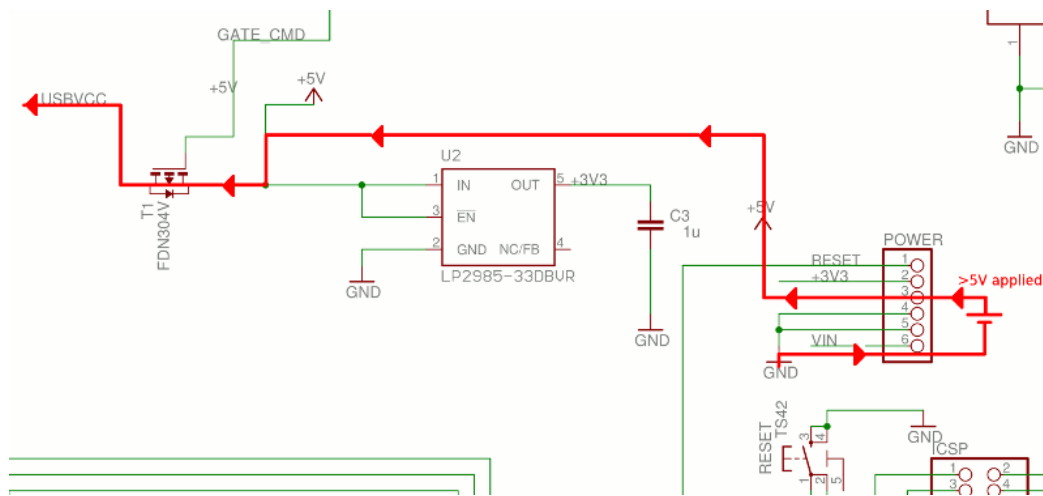 GATE_CMD
+5V
+5V
USBVCC
1
GND
T1
FDN304V
U2
1 IN OUT 5 +3V3
3 EN
2 GND NC/FB 4
LP2985-33DBVR
GND
C3
1u
GND
+5V
POWER
RESET 1
+3V3 2
3
4
5
VIN 6
>5V applied
GND
RESET
TS42
3 4
1 2 5
GND
ICSP
1 2
3 4